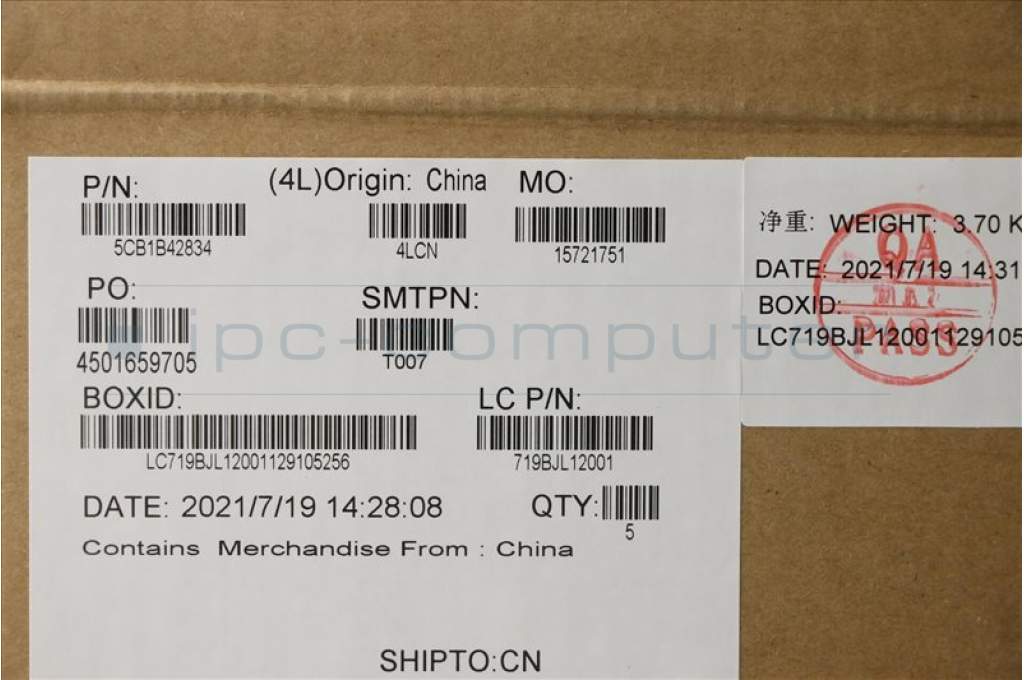 P/N: (4L)Origin: China MO:
5CB1B42834 4LCN 15721751
PO: SMTPN:
4501659705 T007
BOXID: LC P/N:
LC719BJL12001129105256 719BJL12001
DATE: 2021/7/19 14:28:08 QTY:
5
Contains Merchandise From : China
SHIPTO:CN
净重: WEIGHT: 3.70 K
DATE: 2021/7/19 14:31
BOXID:
LC719BJL12001129105
QA
PASS
ipc-computer